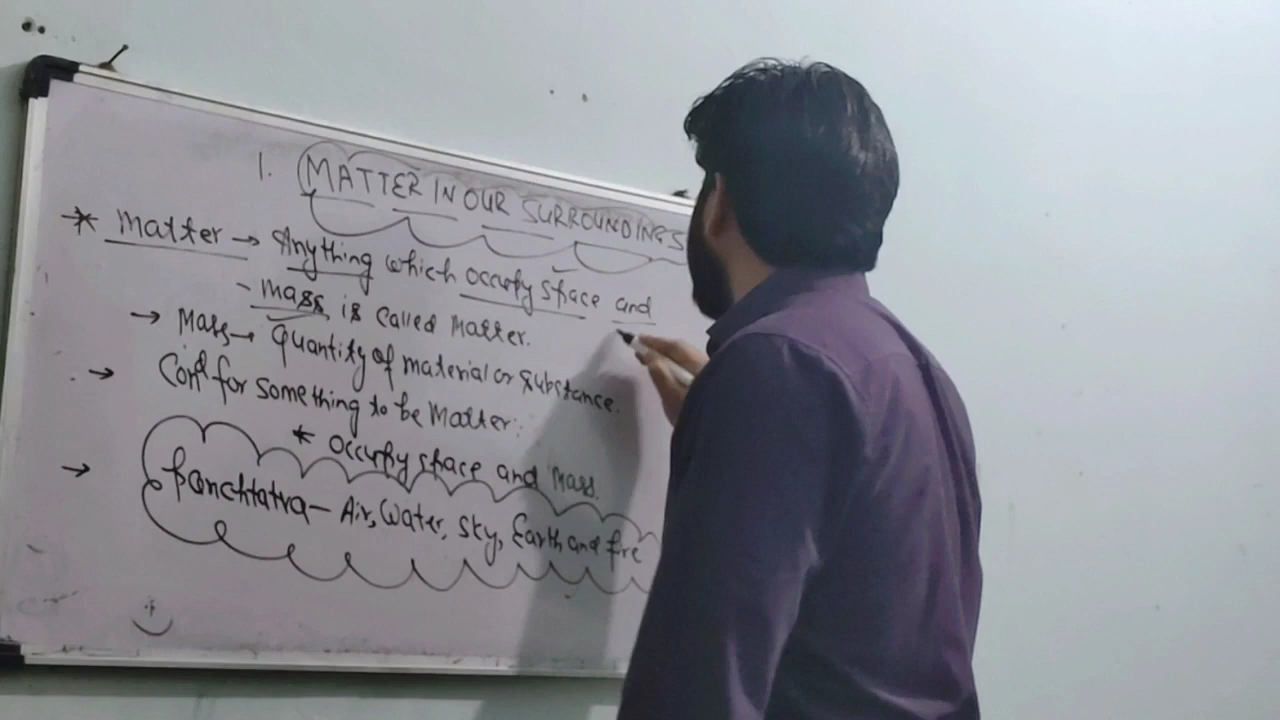 1. MATTER IN OUR SURROUNDINGS
* Matter → Anything which occupy space and
- mass is called Matter.
→ Mass → Quantity of material or substance.
→ Conⁿ for something to be Matter:
* Occupy space and Mass.
→ Panchtatva - Air, Water, Sky, Earth and fire